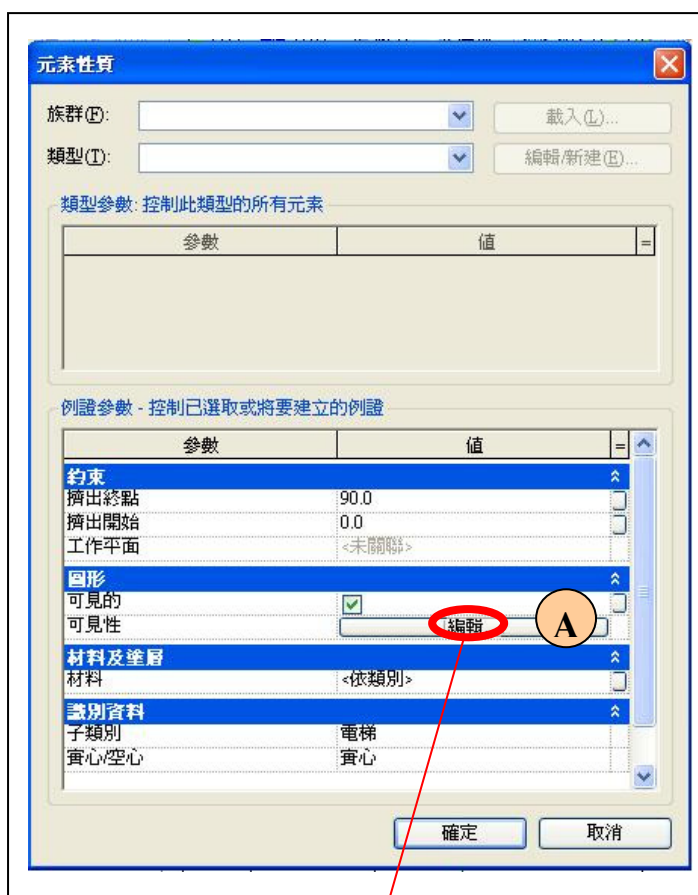 元素性質
族群(F): 載入(L)...
類型(T): 編輯/新建(E)...
類型參數: 控制此類型的所有元素
參數 值 =
例證參數 - 控制已選取或將要建立的例證
參數 值 =
約束
擠出終點 90.0
擠出開始 0.0
工作平面 <未關聯>
圖形
可見的
可見性 編輯 A
材料及塗層
材料 <依類別>
識別資料
子類別 電梯
實心/空心 實心
確定 取消